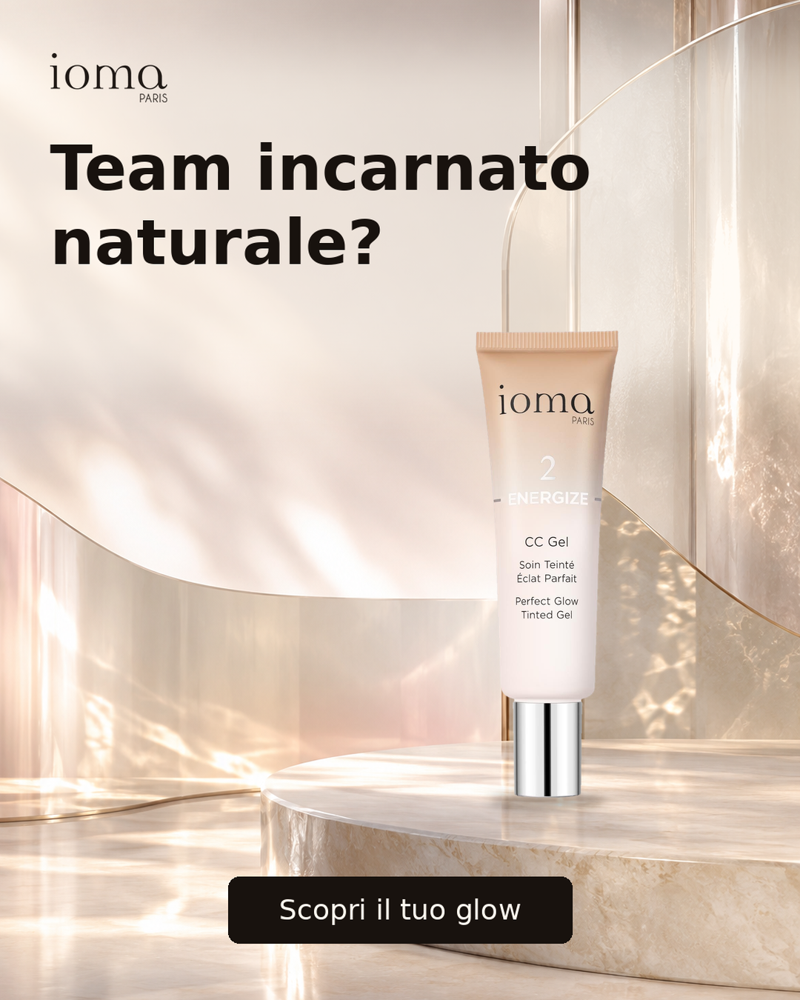 ioma
PARIS
Team incarnato
naturale?
ioma
PARIS
2
ENERGIZE
CC Gel
Soin Teinté
Éclat Parfait
Perfect Glow
Tinted Gel
Scopri il tuo glow